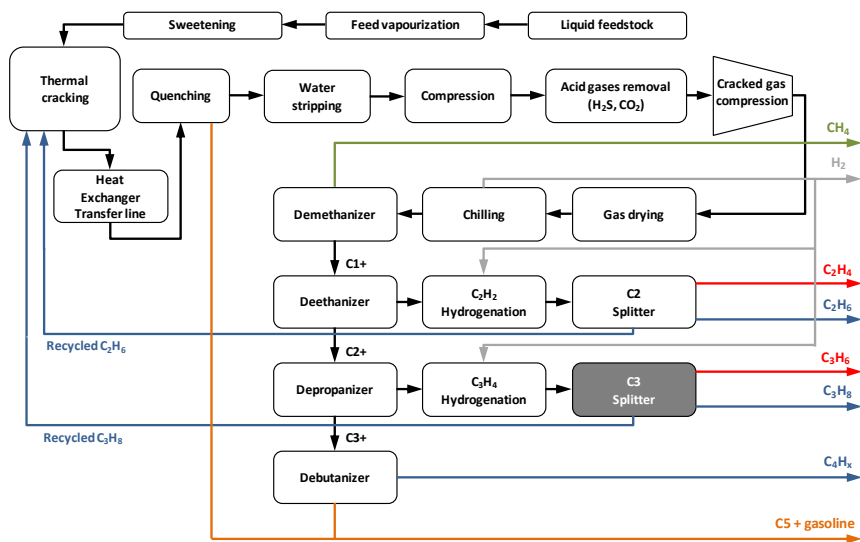 Sweetening
Feed vapourization
Liquid feedstock
Thermal
cracking
Quenching
Water
stripping
Compression
Acid gases removal
(H₂S, CO₂)
Cracked gas
compression
CH₄
H₂
Heat
Exchanger
Transfer line
Demethanizer
Chilling
Gas drying
C1+
C₂H₄
Deethanizer
C₂H₂
Hydrogenation
C2
Splitter
C₂H₆
Recycled C₂H₆
C2+
C₃H₆
Depropanizer
C₃H₄
Hydrogenation
C3
Splitter
C₃H₈
Recycled C₃H₈
C3+
Debutanizer
C₄Hₓ
C5 + gasoline